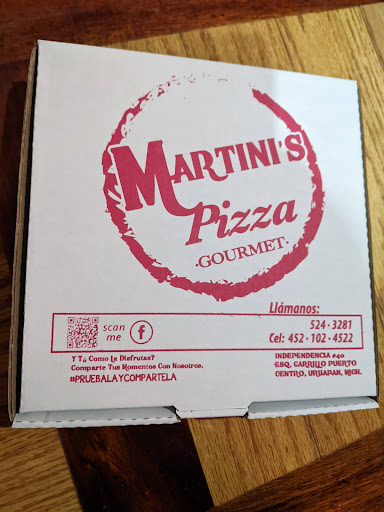 MARTINI'S
Pizza
.GOURMET.
Llámanos:
524 · 3281
Cel: 452 · 102 · 4522
scan
me
f
Y Tú Como La Disfrutas?
Comparte Tus Momentos Con Nosotros.
#PRUEBALAYCOMPARTELA
INDEPENDENCIA #40
ESQ. CARRILLO PUERTO
CENTRO, URUAPAN, MICH.